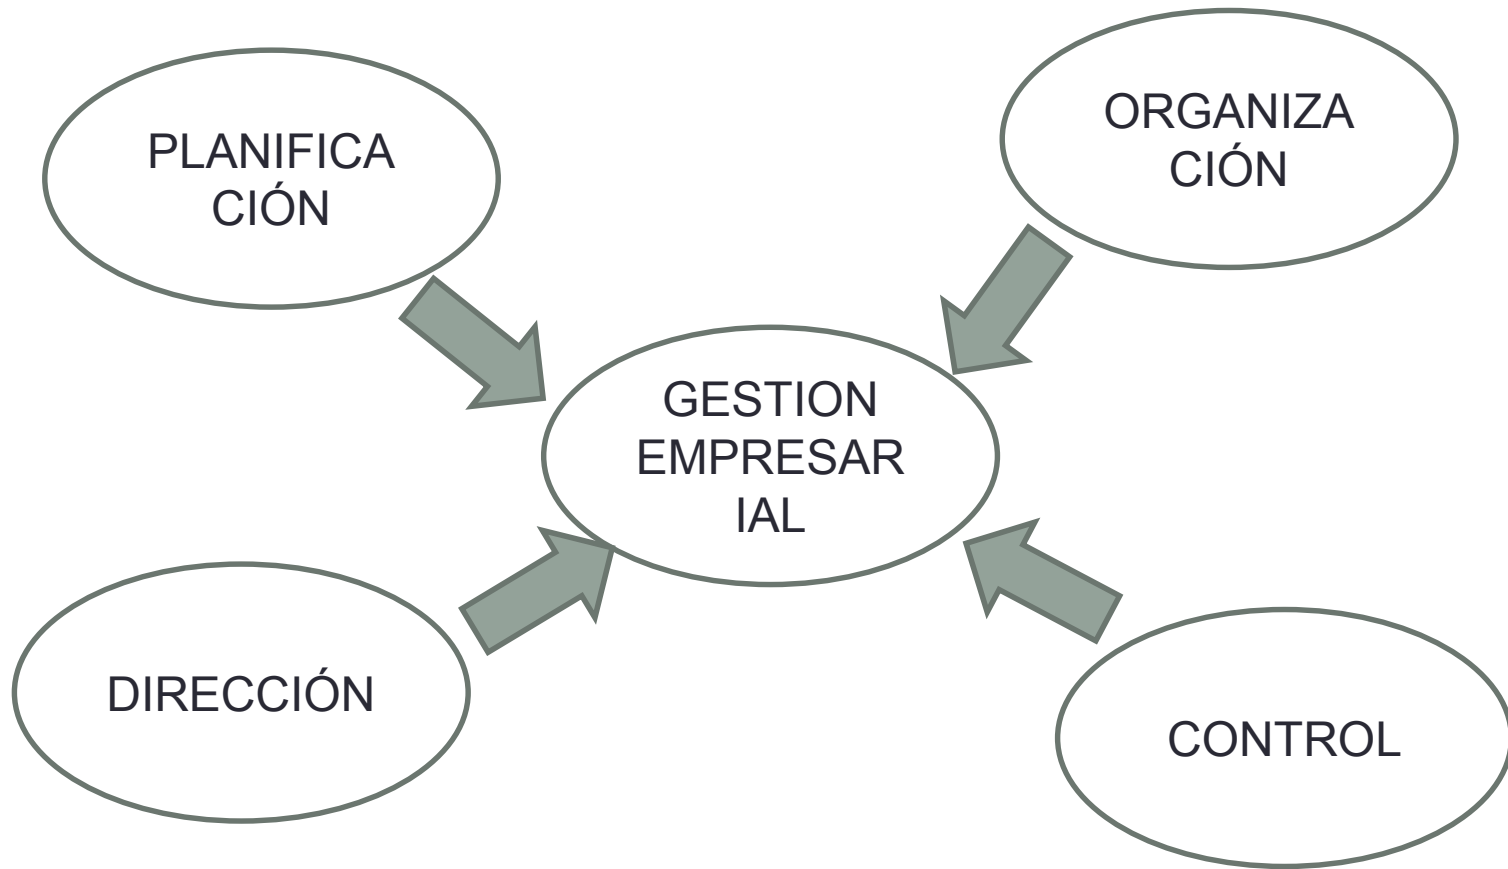 PLANIFICA
CIÓN
ORGANIZA
CIÓN
GESTION
EMPRESAR
IAL
DIRECCIÓN
CONTROL